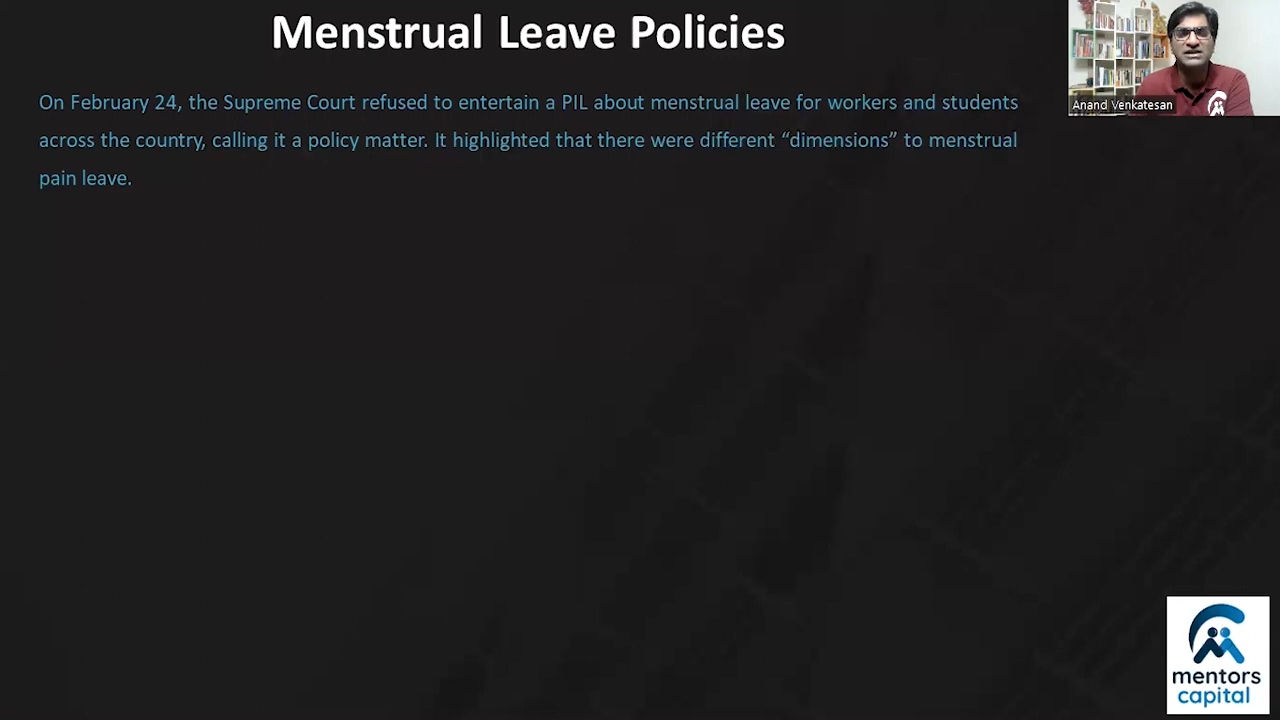 Menstrual Leave Policies
On February 24, the Supreme Court refused to entertain a PIL about menstrual leave for workers and students
across the country, calling it a policy matter. It highlighted that there were different “dimensions” to menstrual
pain leave.
Anand Venkatesan
mentors
capital